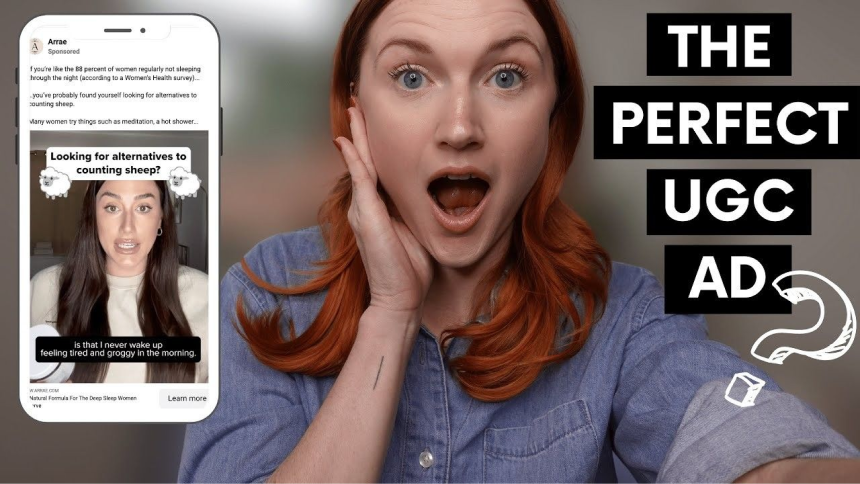 Arrae
Sponsored
If you're like the 88 percent of women regularly not sleeping
through the night (according to a Women's Health survey)...
..you've probably found yourself looking for alternatives to
counting sheep.
Many women try things such as meditation, a hot shower...
Looking for alternatives to
counting sheep?
is that I never wake up
feeling tired and groggy in the morning.
W.ARRAE.COM
Natural Formula For The Deep Sleep Women
Learn more
THE
PERFECT
UGC
AD
?